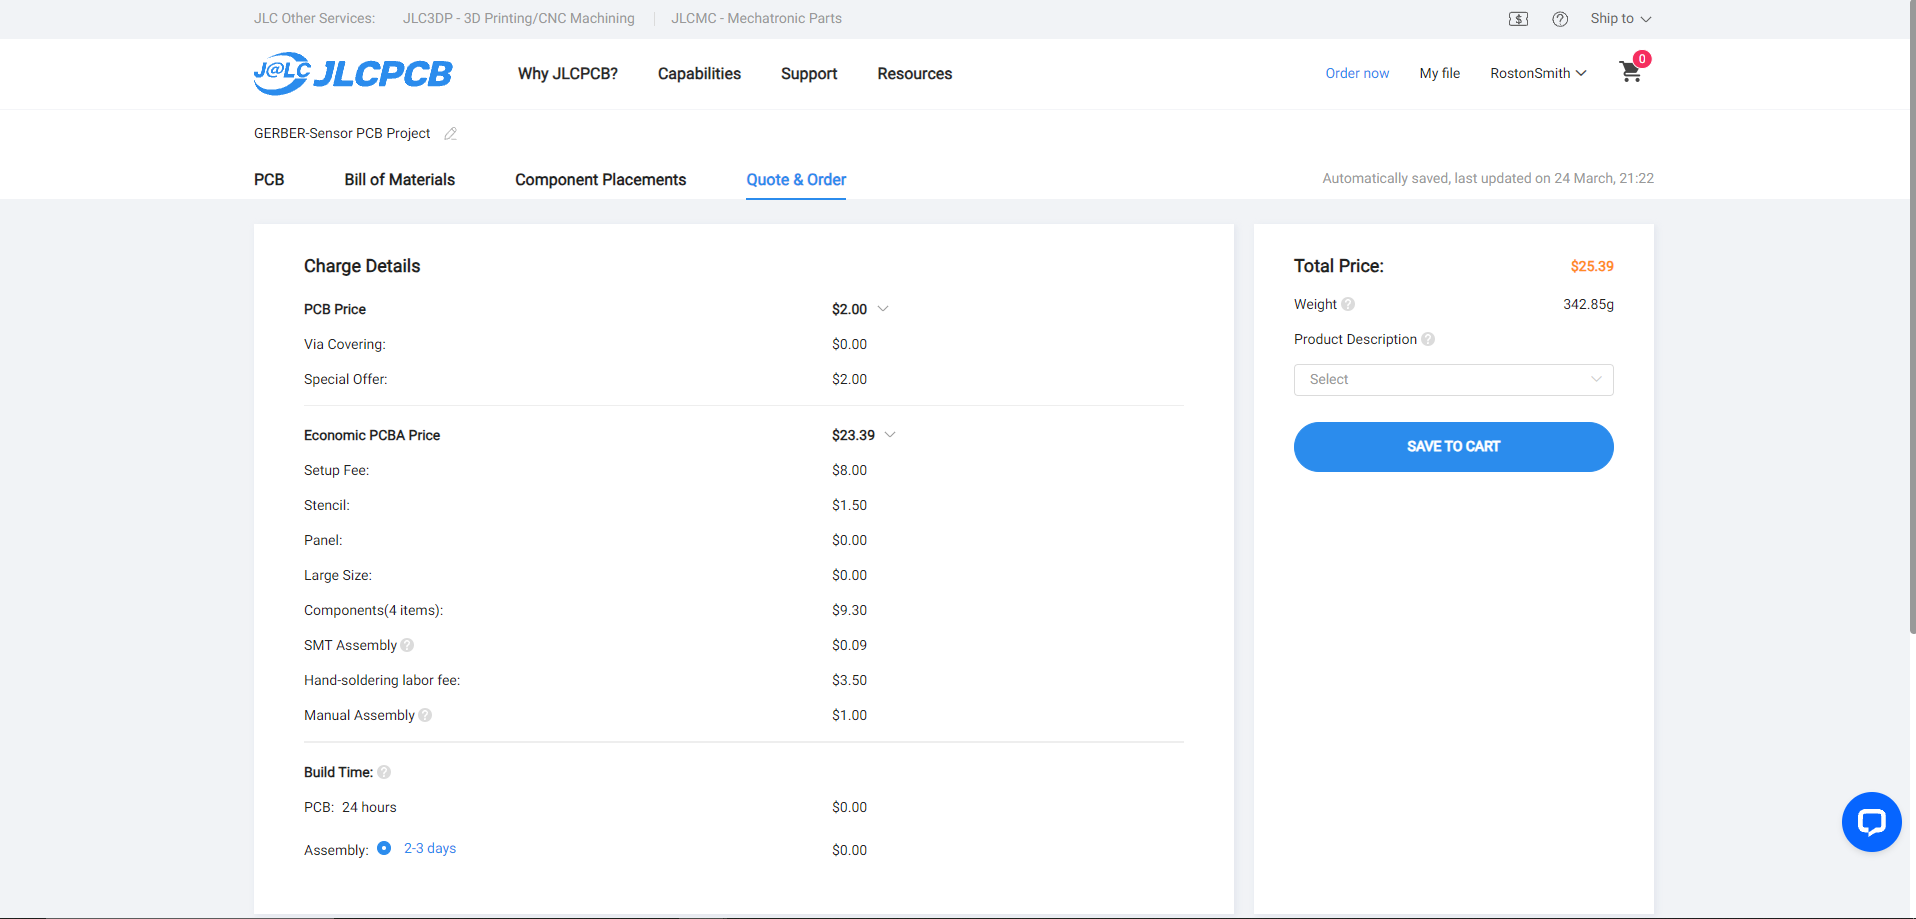 JLC Other Services: JLC3DP - 3D Printing/CNC Machining JLCMC - Mechatronic Parts $ ? Ship to
J@LC JLCPCB Why JLCPCB? Capabilities Support Resources Order now My file RostonSmith 0
GERBER-Sensor PCB Project
PCB Bill of Materials Component Placements Quote & Order Automatically saved, last updated on 24 March, 21:22
Charge Details
PCB Price $2.00
Via Covering: $0.00
Special Offer: $2.00
Economic PCBA Price $23.39
Setup Fee: $8.00
Stencil: $1.50
Panel: $0.00
Large Size: $0.00
Components(4 items): $9.30
SMT Assembly ? $0.09
Hand-soldering labor fee: $3.50
Manual Assembly ? $1.00
Build Time: ?
PCB: 24 hours $0.00
Assembly: 2-3 days $0.00
Total Price: $25.39
Weight ? 342.85g
Product Description ?
Select
SAVE TO CART